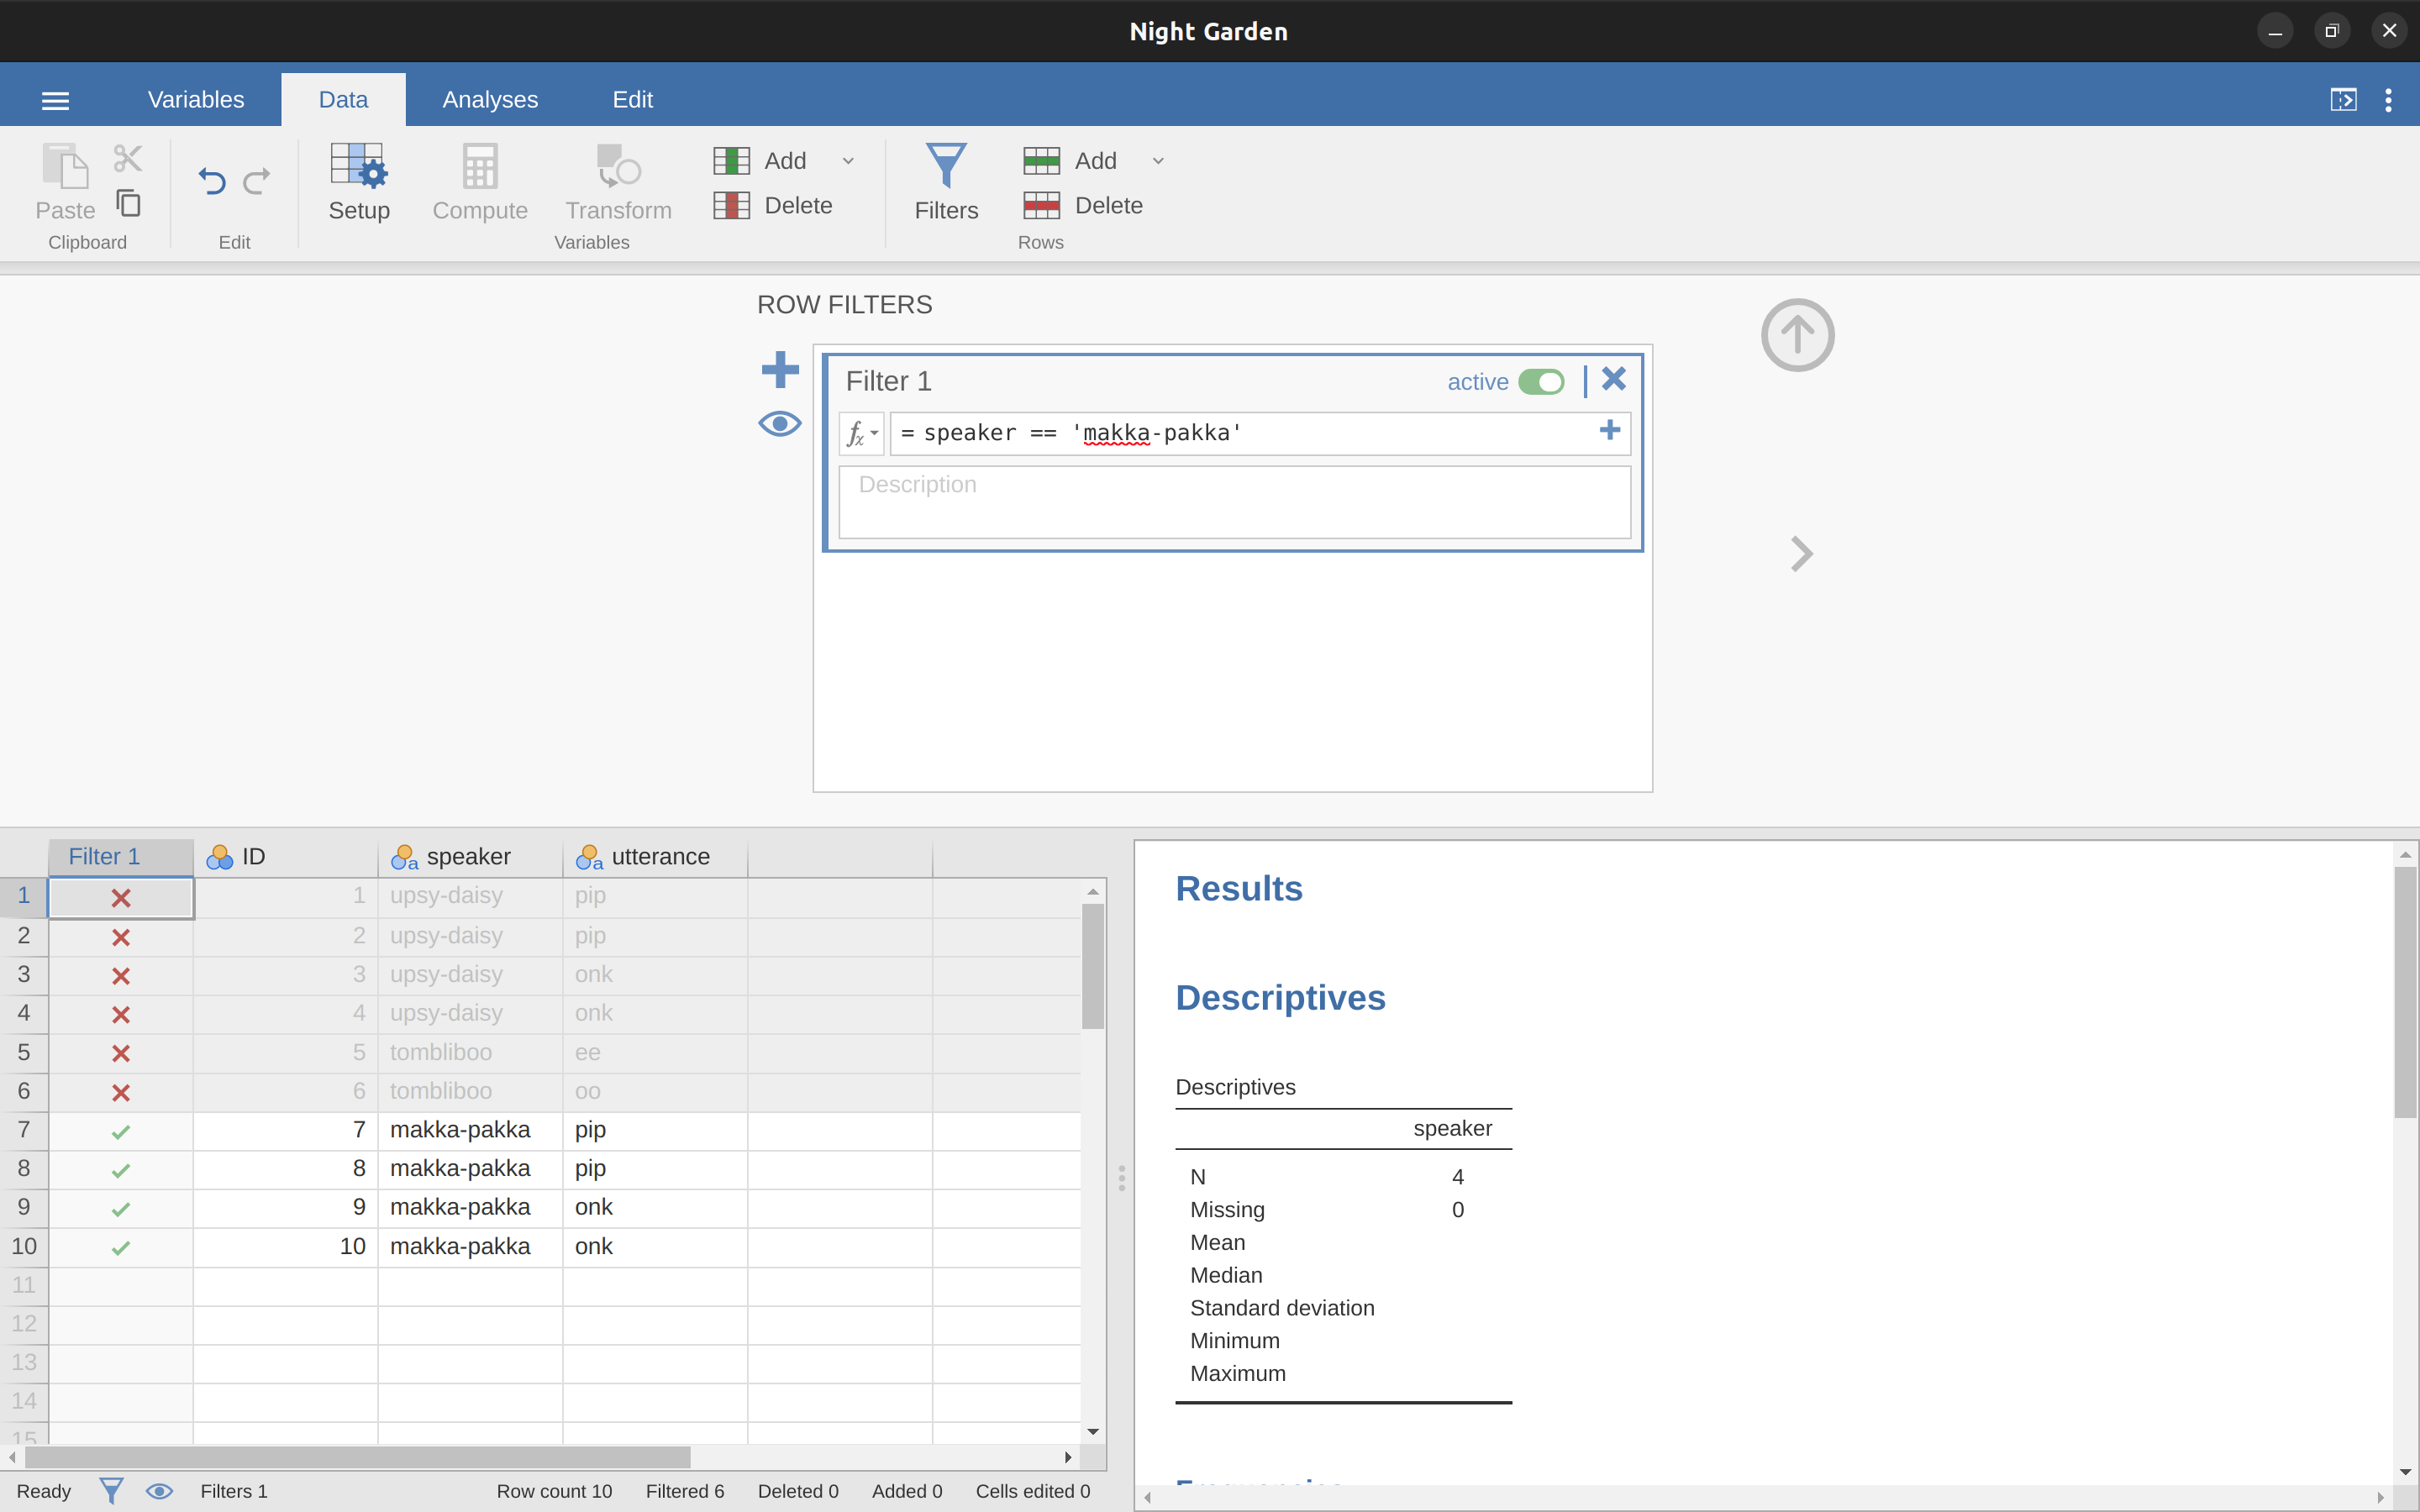 Night Garden
Variables Data Analyses Edit
Paste
Clipboard
Edit
Setup Compute Transform
Add
Delete
Variables
Filters
Add
Delete
Rows
ROW FILTERS
Filter 1 active
fx = speaker == 'makka-pakka'
Description
Filter 1 ID speaker utterance
1 1 upsy-daisy pip
2 2 upsy-daisy pip
3 3 upsy-daisy onk
4 4 upsy-daisy onk
5 5 tombliboo ee
6 6 tombliboo oo
7 7 makka-pakka pip
8 8 makka-pakka pip
9 9 makka-pakka onk
10 10 makka-pakka onk
11
12
13
14
15
Ready Filters 1 Row count 10 Filtered 6 Deleted 0 Added 0 Cells edited 0
Results
Descriptives
Descriptives
speaker
N 4
Missing 0
Mean
Median
Standard deviation
Minimum
Maximum